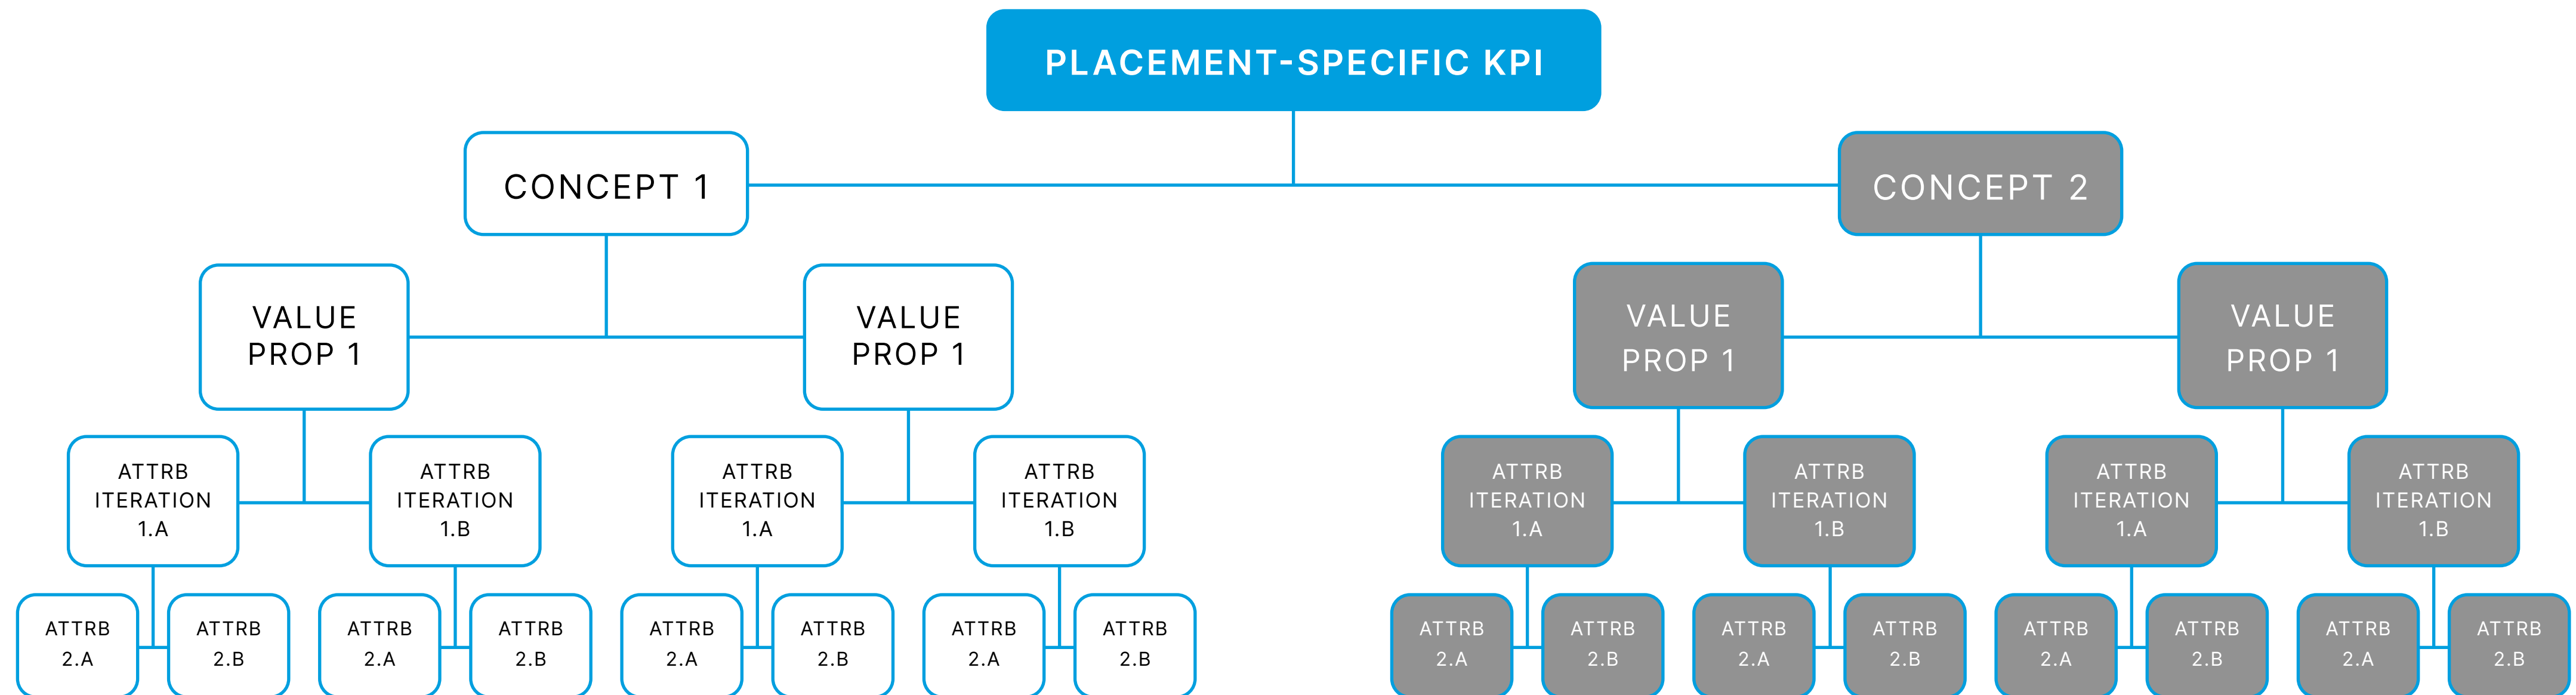 PLACEMENT-SPECIFIC KPI
CONCEPT 1
CONCEPT 2
VALUE
PROP 1
VALUE
PROP 1
VALUE
PROP 1
VALUE
PROP 1
ATTRB
ITERATION
1.A
ATTRB
ITERATION
1.B
ATTRB
ITERATION
1.A
ATTRB
ITERATION
1.B
ATTRB
ITERATION
1.A
ATTRB
ITERATION
1.B
ATTRB
ITERATION
1.A
ATTRB
ITERATION
1.B
ATTRB
2.A
ATTRB
2.B
ATTRB
2.A
ATTRB
2.B
ATTRB
2.A
ATTRB
2.B
ATTRB
2.A
ATTRB
2.B
ATTRB
2.A
ATTRB
2.B
ATTRB
2.A
ATTRB
2.B
ATTRB
2.A
ATTRB
2.B
ATTRB
2.A
ATTRB
2.B